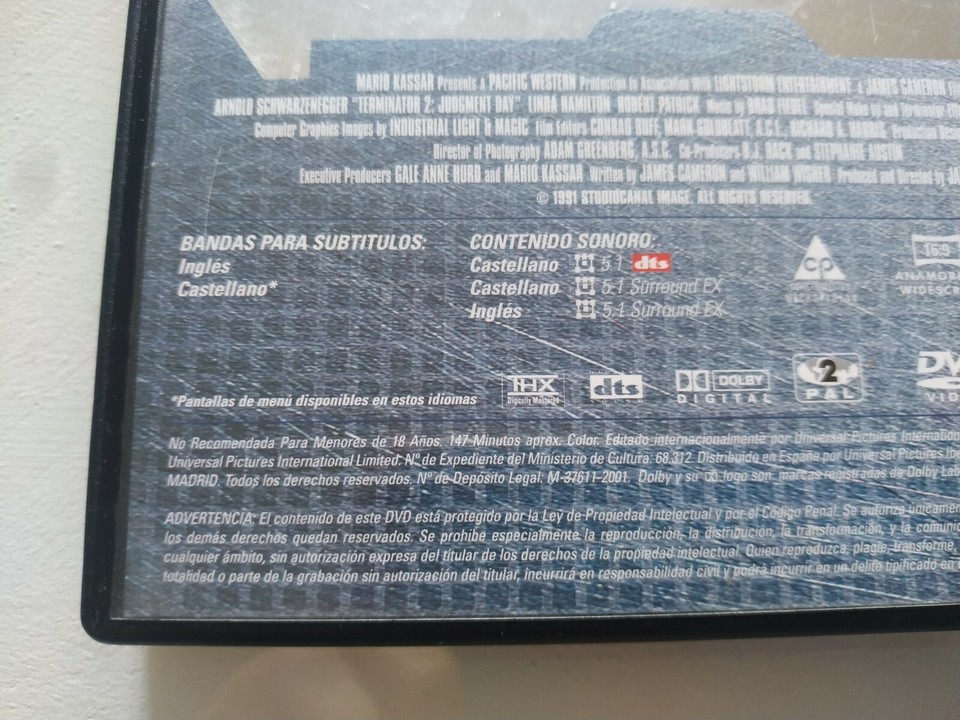 MARIO KASSAR Presents A PACIFIC WESTERN Production in Association with LIGHTSTORM ENTERTAINMENT A JAMES CAMERON
ARNOLD SCHWARZENEGGER "TERMINATOR 2: JUDGMENT DAY" LINDA HAMILTON ROBERT PATRICK Music by BRAD FIEDEL
Computer Graphics Images by INDUSTRIAL LIGHT & MAGIC Film Editors CONRAD BUFF, MARK GOLDBLATT, A.C.E. RICHARD A. HARRIS Production
Director of Photography ADAM GREENBERG, A.S.C. Co-Producers B.J. RACK and STEPHANIE AUSTIN
Executive Producers GALE ANNE HURD and MARIO KASSAR Written by JAMES CAMERON and WILLIAM WISHER Produced and Directed by
© 1991 STUDIOCANAL IMAGE. ALL RIGHTS RESERVED.
BANDAS PARA SUBTITULOS:
Inglés
Castellano*
CONTENIDO SONORO:
Castellano 5.1 dts
Castellano 5.1 Surround EX
Inglés 5.1 Surround EX
cp
16:9
*Pantallas de menú disponibles en estos idiomas
THX
Digitally Mastered
dts
DOLBY
DIGITAL
2
PAL
No Recomendada Para Menores de 18 Años. 147 Minutos aprox. Color. Editado internacionalmente por Universal Pictures
Universal Pictures International Limited. Nº de Expediente del Ministerio de Cultura: 68.312. Distribuido en España por Universal Pictures
MADRID. Todos los derechos reservados. Nº de Depósito Legal: M-37611-2001. Dolby y su logo son marcas registradas de Dolby
ADVERTENCIA: El contenido de este DVD está protegido por la Ley de Propiedad Intelectual y por el Código Penal. Se autoriza
los demás derechos quedan reservados. Se prohibe especialmente la reproducción, la distribución, la transformación, y la
cualquier ámbito, sin autorización expresa del titular de los derechos de la propiedad intelectual. Quien reproduzca, plagie, transforme,
totalidad o parte de la grabación sin autorización del titular, incurrirá en responsabilidad civil y podrá incurrir en un delito tipificado en